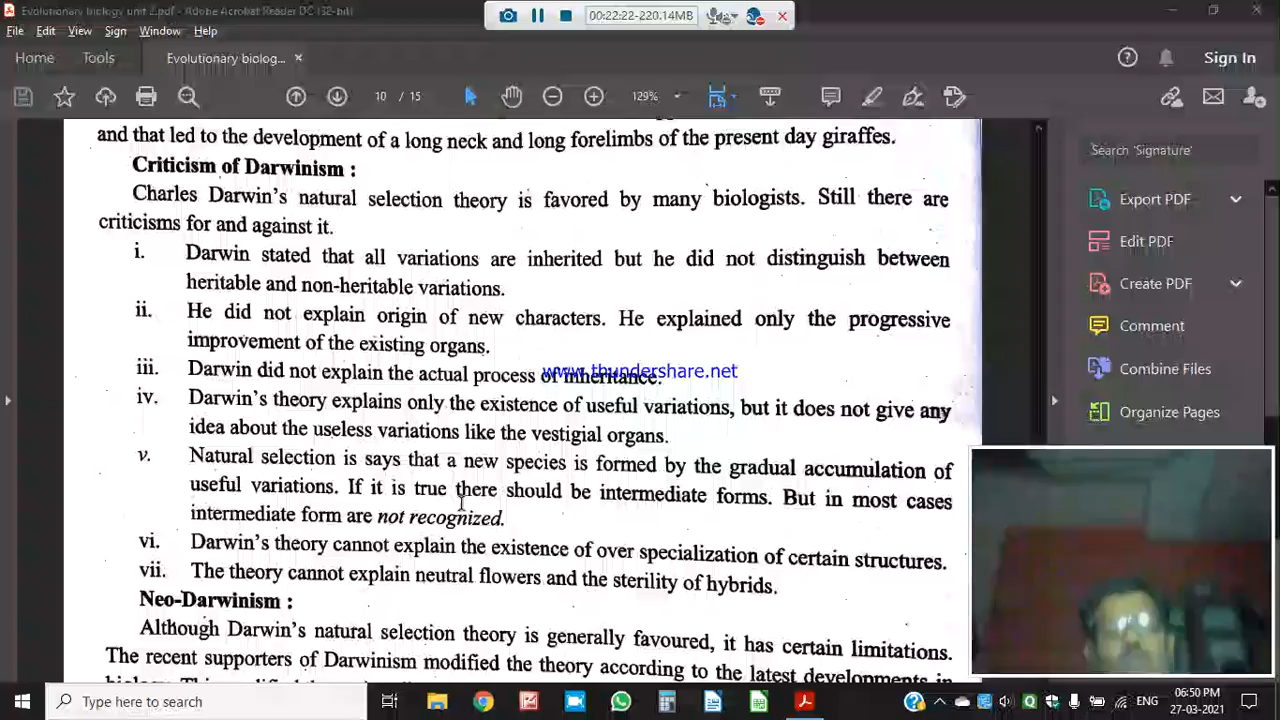 Evolutionary biology unit 2.pdf - Adobe Acrobat Reader DC (32-bit)
00:22:22-220.14MB
File Edit View Sign Window Help
Home Tools Evolutionary biolog... × Sign In
10 / 15 129%
and that led to the development of a long neck and long forelimbs of the present day giraffes.
Criticism of Darwinism :
Charles Darwin's natural selection theory is favored by many biologists. Still there are
criticisms for and against it.
i. Darwin stated that all variations are inherited but he did not distinguish between
heritable and non-heritable variations.
ii. He did not explain origin of new characters. He explained only the progressive
improvement of the existing organs.
iii. Darwin did not explain the actual process of inheritance.
www.thundershare.net
iv. Darwin's theory explains only the existence of useful variations, but it does not give any
idea about the useless variations like the vestigial organs.
v. Natural selection is says that a new species is formed by the gradual accumulation of
useful variations. If it is true there should be intermediate forms. But in most cases
intermediate form are not recognized.
vi. Darwin's theory cannot explain the existence of over specialization of certain structures.
vii. The theory cannot explain neutral flowers and the sterility of hybrids.
Neo-Darwinism :
Although Darwin's natural selection theory is generally favoured, it has certain limitations.
The recent supporters of Darwinism modified the theory according to the latest developments in
Search 'Signature'
Export PDF
Edit PDF
Create PDF
Comment
Combine Files
Organize Pages
Type here to search
ENG
06:50 PM
27-03-2021